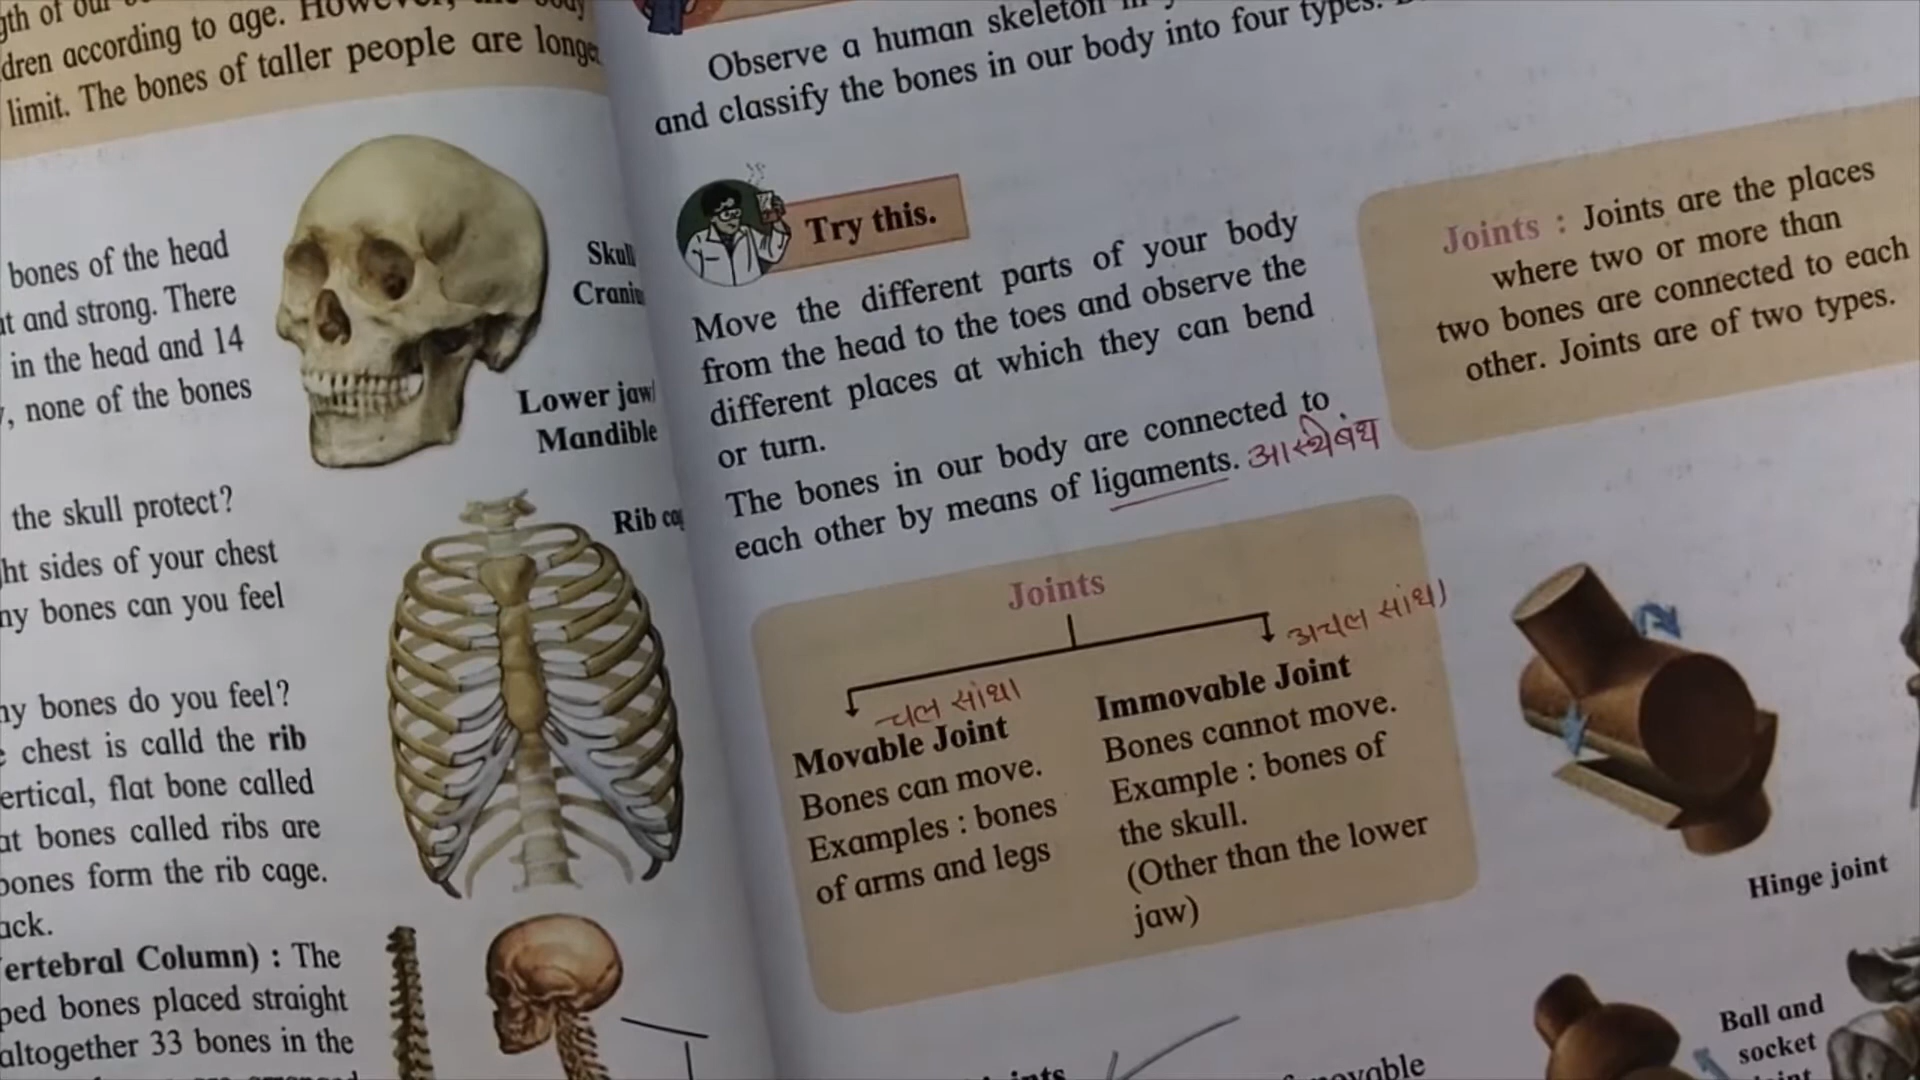 dren according to age.
limit. The bones of taller people are longe
bones of the head
and strong. There
in the head and 14
, none of the bones
the skull protect?
ht sides of your chest
ny bones can you feel
ny bones do you feel?
chest is calld the rib
ertical, flat bone called
at bones called ribs are
bones form the rib cage.
ack.
ertebral Column) : The
ped bones placed straight
altogether 33 bones in the
Skull
Craniu
Lower jaw/
Mandible
Rib ca
Observe a human skeleton in
and classify the bones in our body into four types.
Try this.
Move the different parts of your body
from the head to the toes and observe the
different places at which they can bend
or turn.
The bones in our body are connected to
each other by means of ligaments.
Joints : Joints are the places
where two or more than
two bones are connected to each
other. Joints are of two types.
Joints
ચલ સાંધા
Movable Joint
Bones can move.
Examples : bones
of arms and legs
અચલ સાંધા
Immovable Joint
Bones cannot move.
Example : bones of
the skull.
(Other than the lower
jaw)
Hinge joint
Ball and
socket